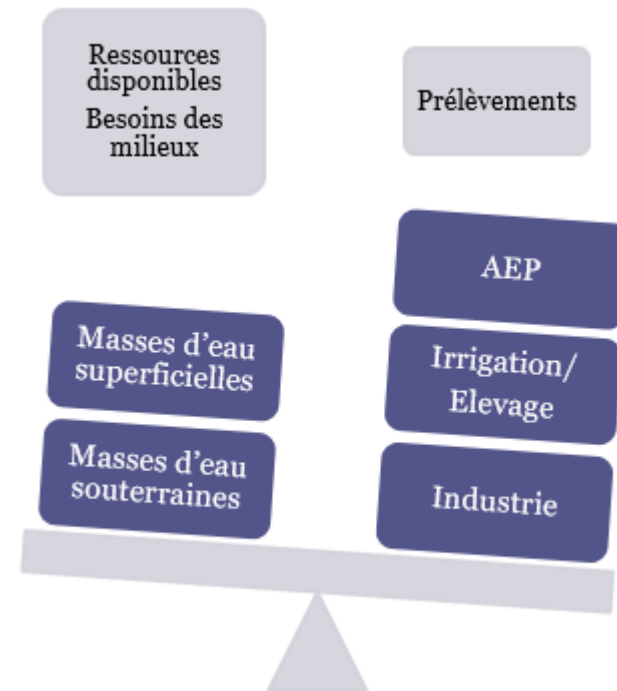 Ressources
disponibles
Besoins des
milieux
Prélèvements
AEP
Masses d'eau
superficielles
Irrigation/
Elevage
Masses d'eau
souterraines
Industrie